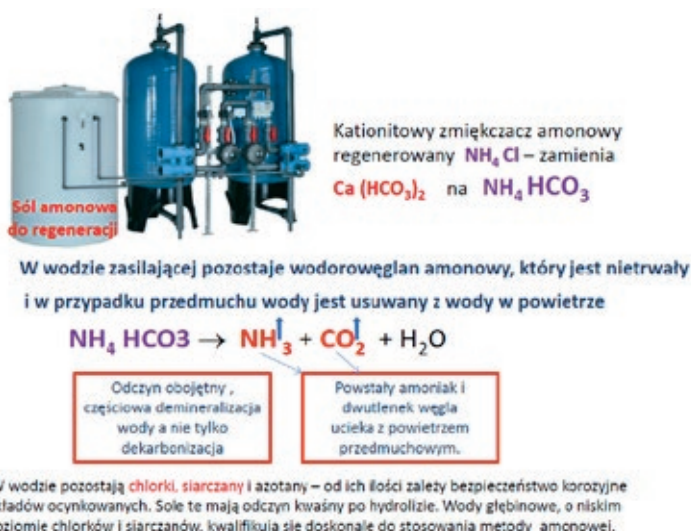 Kationitowy zmiękczacz amonowy
regenerowany NH₄ Cl – zamienia
Ca (HCO₃)₂ na NH₄ HCO₃
Sól amonowa
do regeneracji
W wodzie zasilającej pozostaje wodorowęglan amonowy, który jest nietrwały
i w przypadku przedmuchu wody jest usuwany z wody w powietrze
NH₄ HCO3 → NH₃ + CO₂ + H₂O
Odczyn obojętny ,
częściowa demineralizacja
wody a nie tylko
dekarbonizacja
Powstały amoniak i
dwutlenek węgla
ucieka z powietrzem
przedmuchowym.
wodzie pozostają chlorki, siarczany i azotany – od ich ilości zależy bezpieczeństwo korozyjne
kładów ocynkowanych. Sole te mają odczyn kwaśny po hydrolizie. Wody głębinowe, o niskim
oziomie chlorków i siarczanów, kwalifikują się doskonale do stosowania metody amonowej.